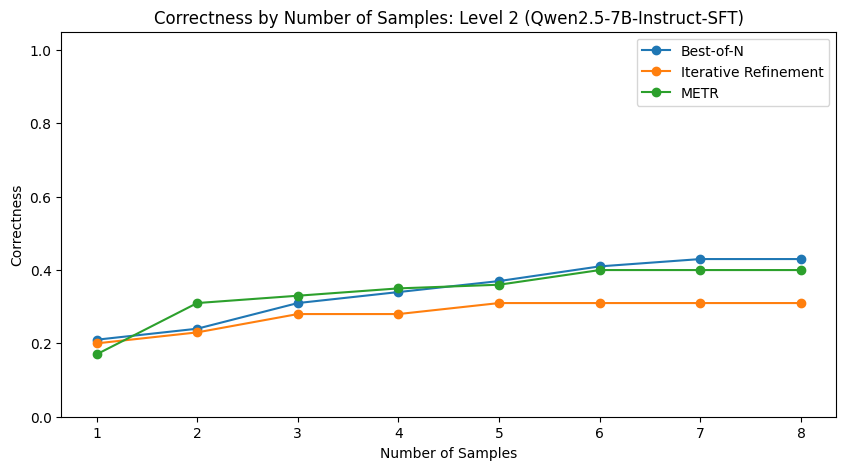 Correctness by Number of Samples: Level 2 (Qwen2.5-7B-Instruct-SFT)
Best-of-N
Iterative Refinement
METR
Correctness
1.0
0.8
0.6
0.4
0.2
0.0
1 2 3 4 5 6 7 8
Number of Samples